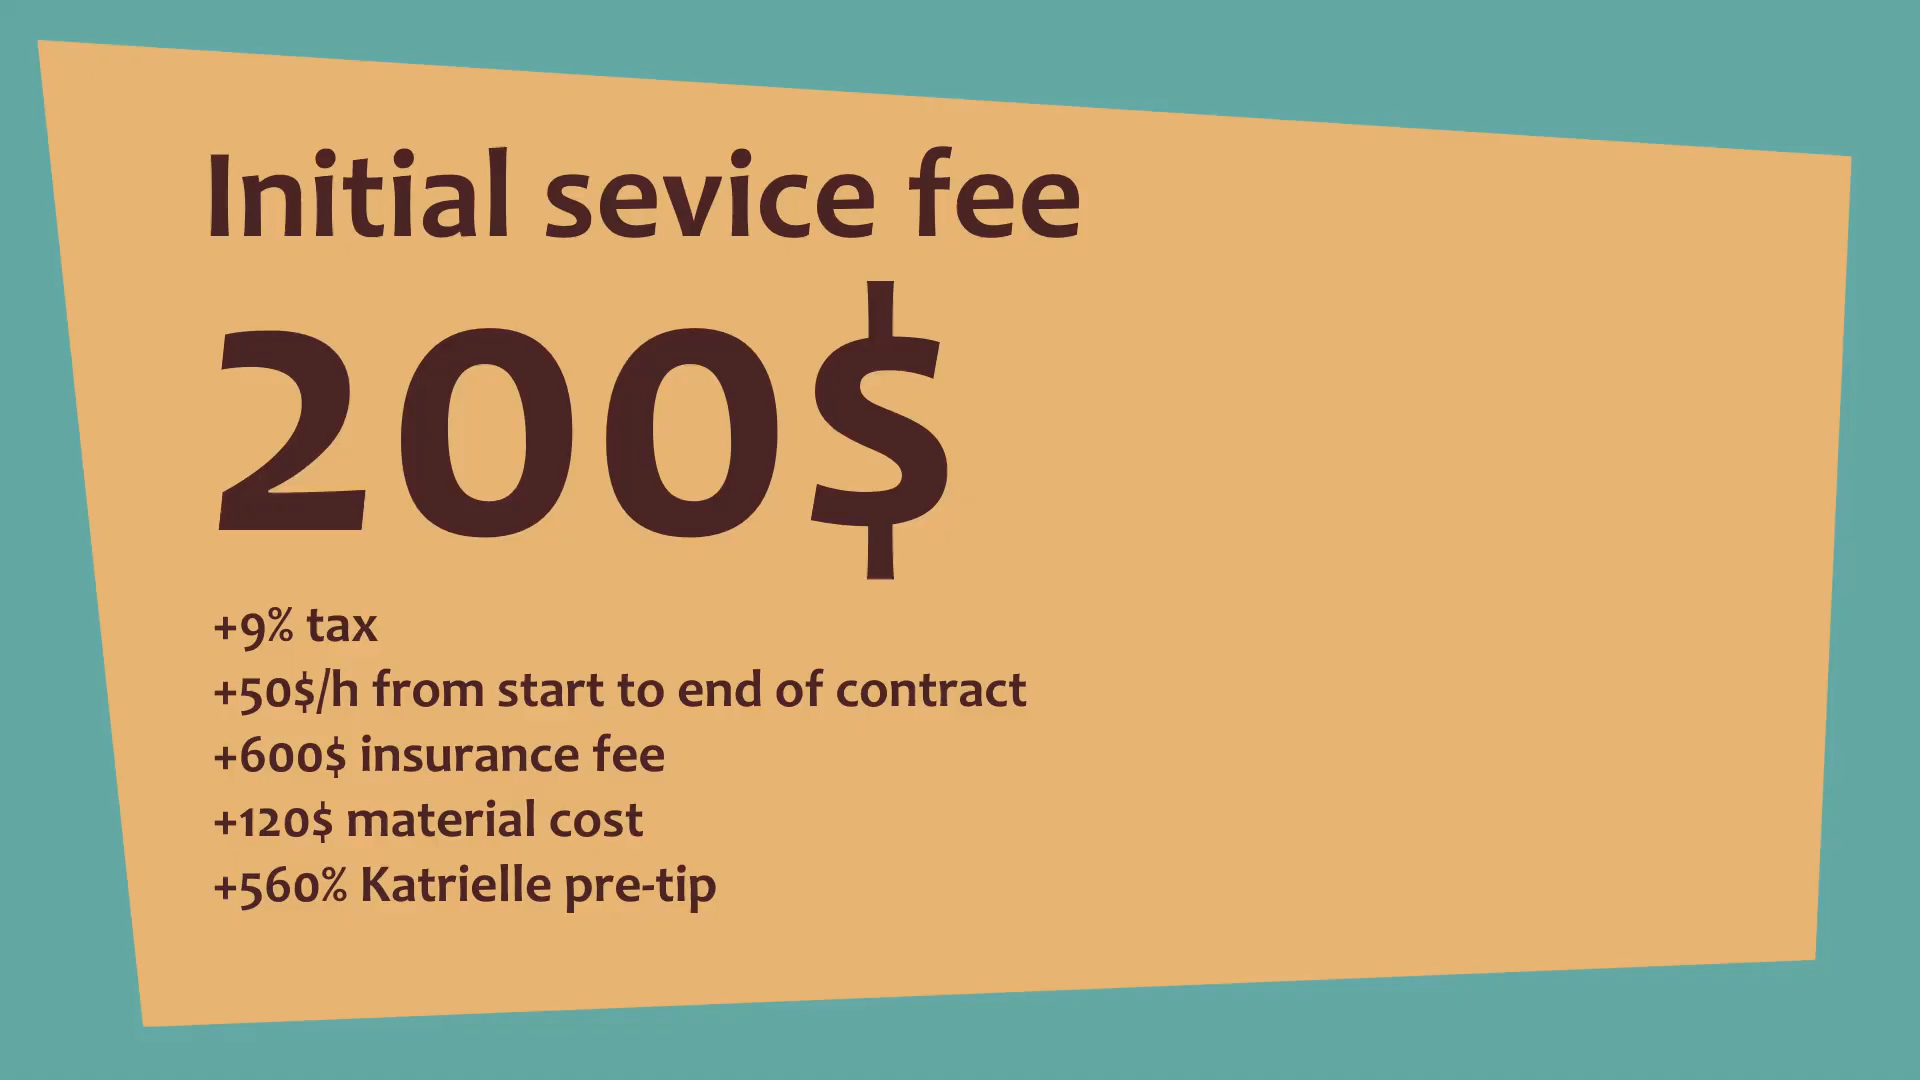 Initial sevice fee
200$
+9% tax
+50$/h from start to end of contract
+600$ insurance fee
+120$ material cost
+560% Katrielle pre-tip